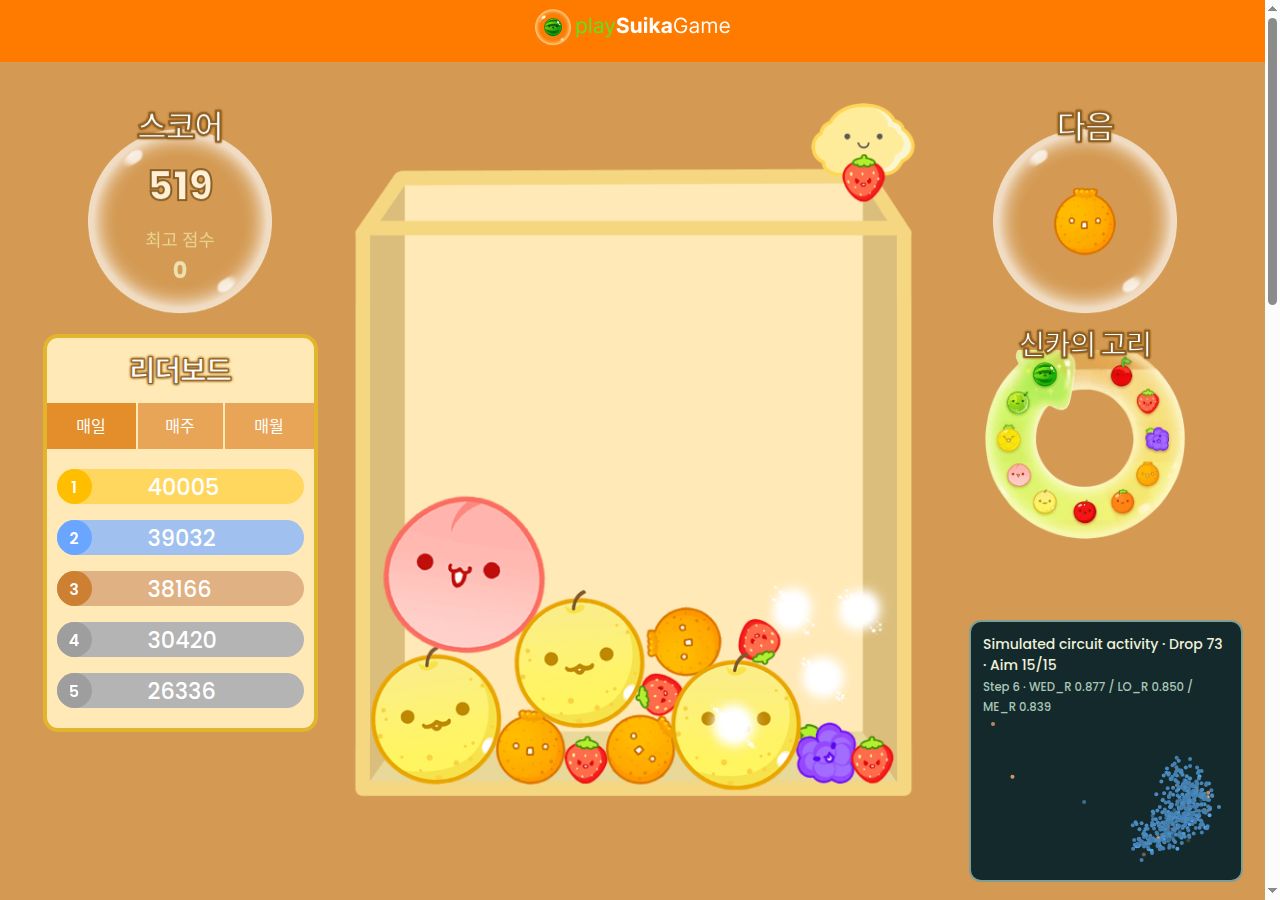 playSuikaGame
스코어
519
최고 점수
0
다음
신카의 고리
리더보드
매일 매주 매월
1 40005
2 39032
3 38166
4 30420
5 26336
Simulated circuit activity · Drop 73
· Aim 15/15
Step 6 · WED_R 0.877 / LO_R 0.850 /
ME_R 0.839